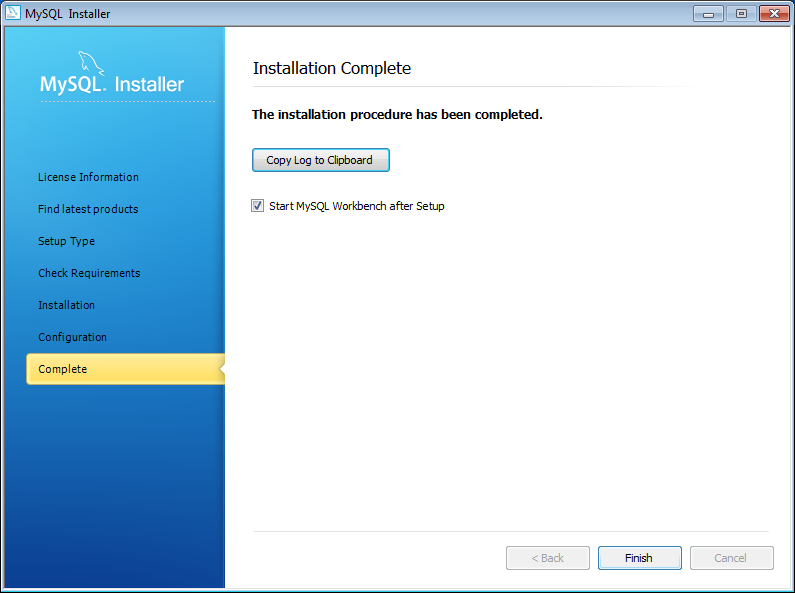 MySQL Installer
MySQL. Installer
License Information
Find latest products
Setup Type
Check Requirements
Installation
Configuration
Complete
Installation Complete
The installation procedure has been completed.
Copy Log to Clipboard
Start MySQL Workbench after Setup
< Back
Finish
Cancel